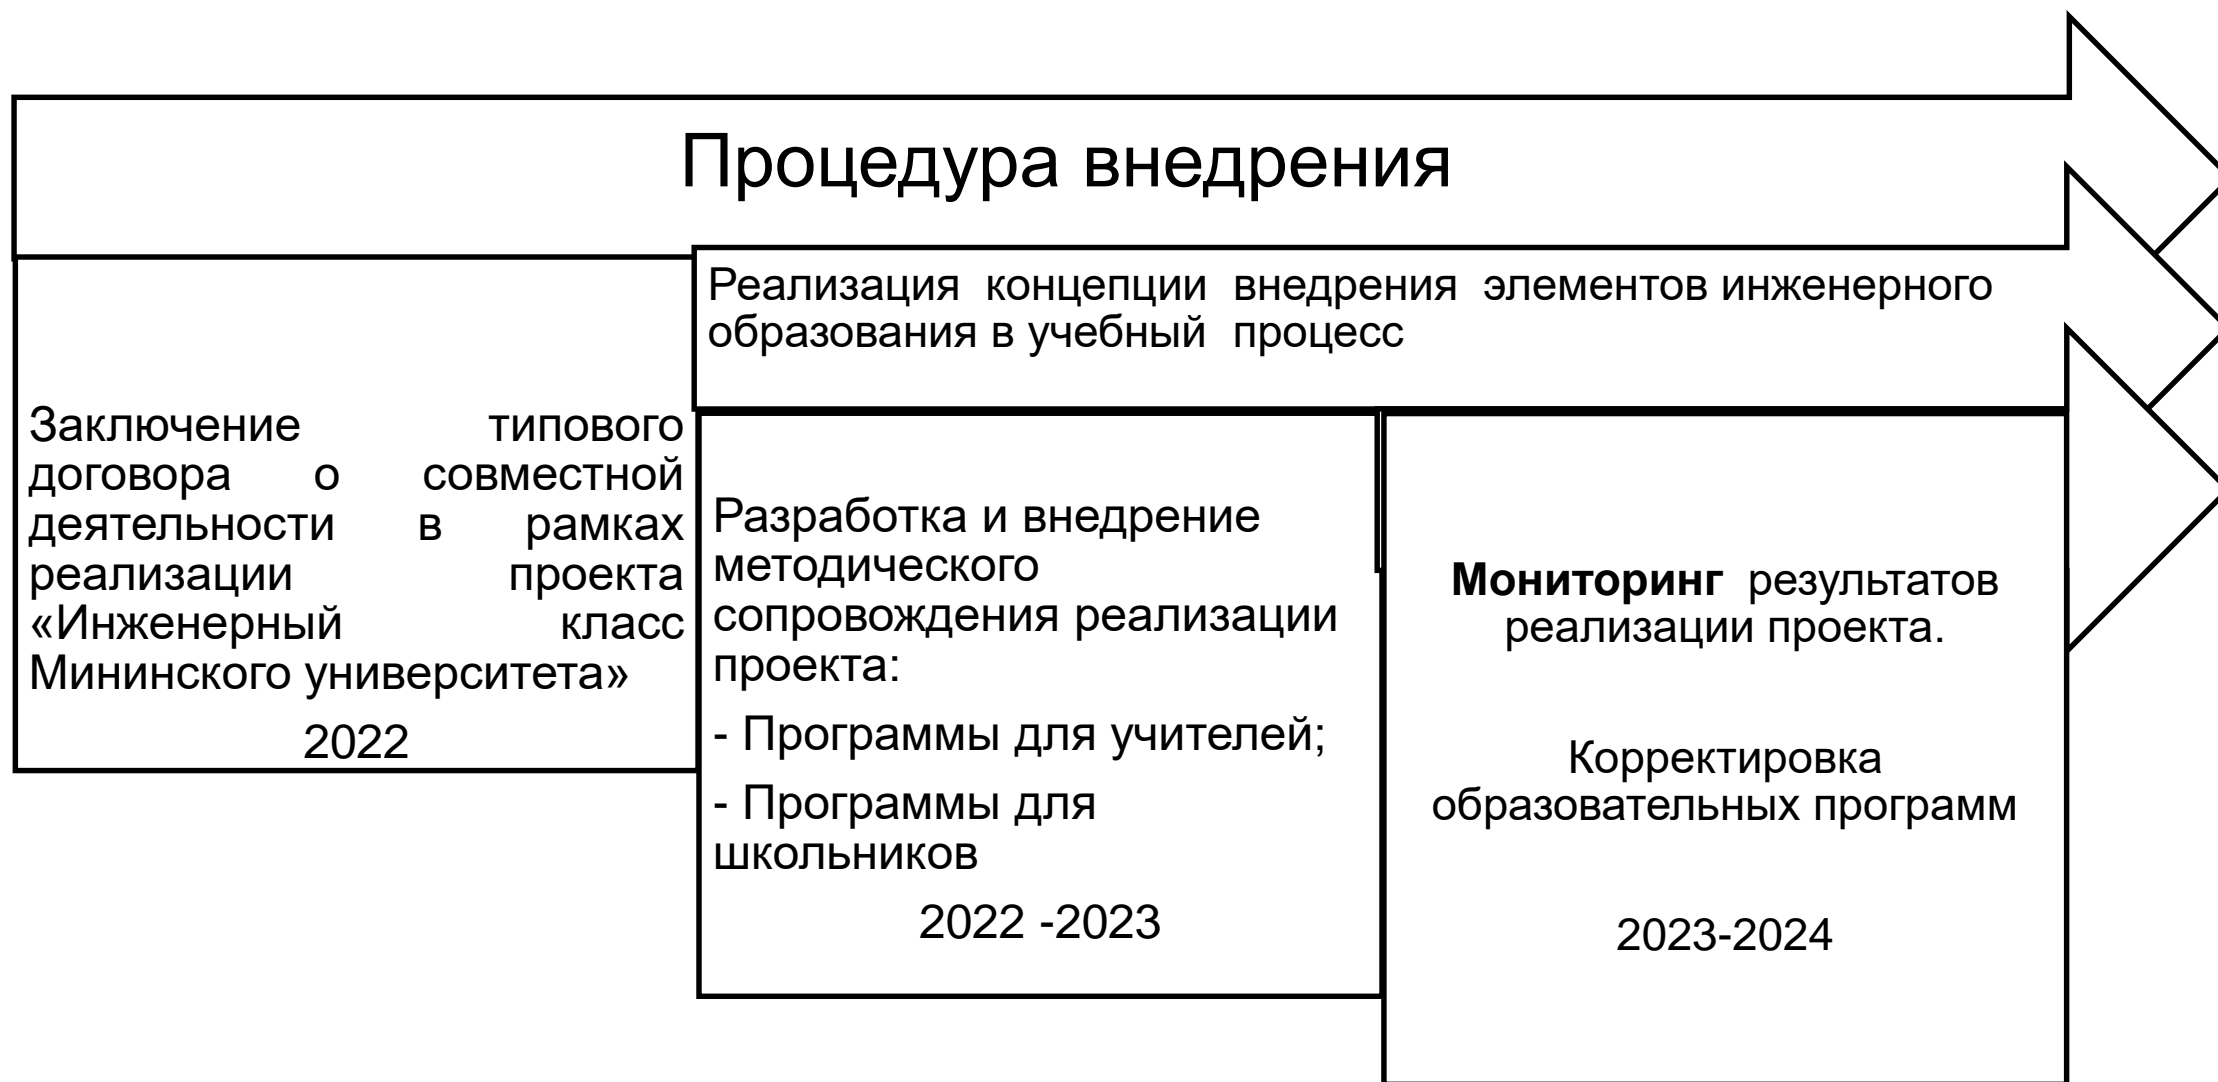 Процедура внедрения
Реализация концепции внедрения элементов инженерного
образования в учебный процесс
Заключение типового
договора о совместной
деятельности в рамках
реализации проекта
«Инженерный класс
Мининского университета»
2022
Разработка и внедрение
методического
сопровождения реализации
проекта:
- Программы для учителей;
- Программы для
школьников
2022 -2023
Мониторинг результатов
реализации проекта.
Корректировка
образовательных программ
2023-2024